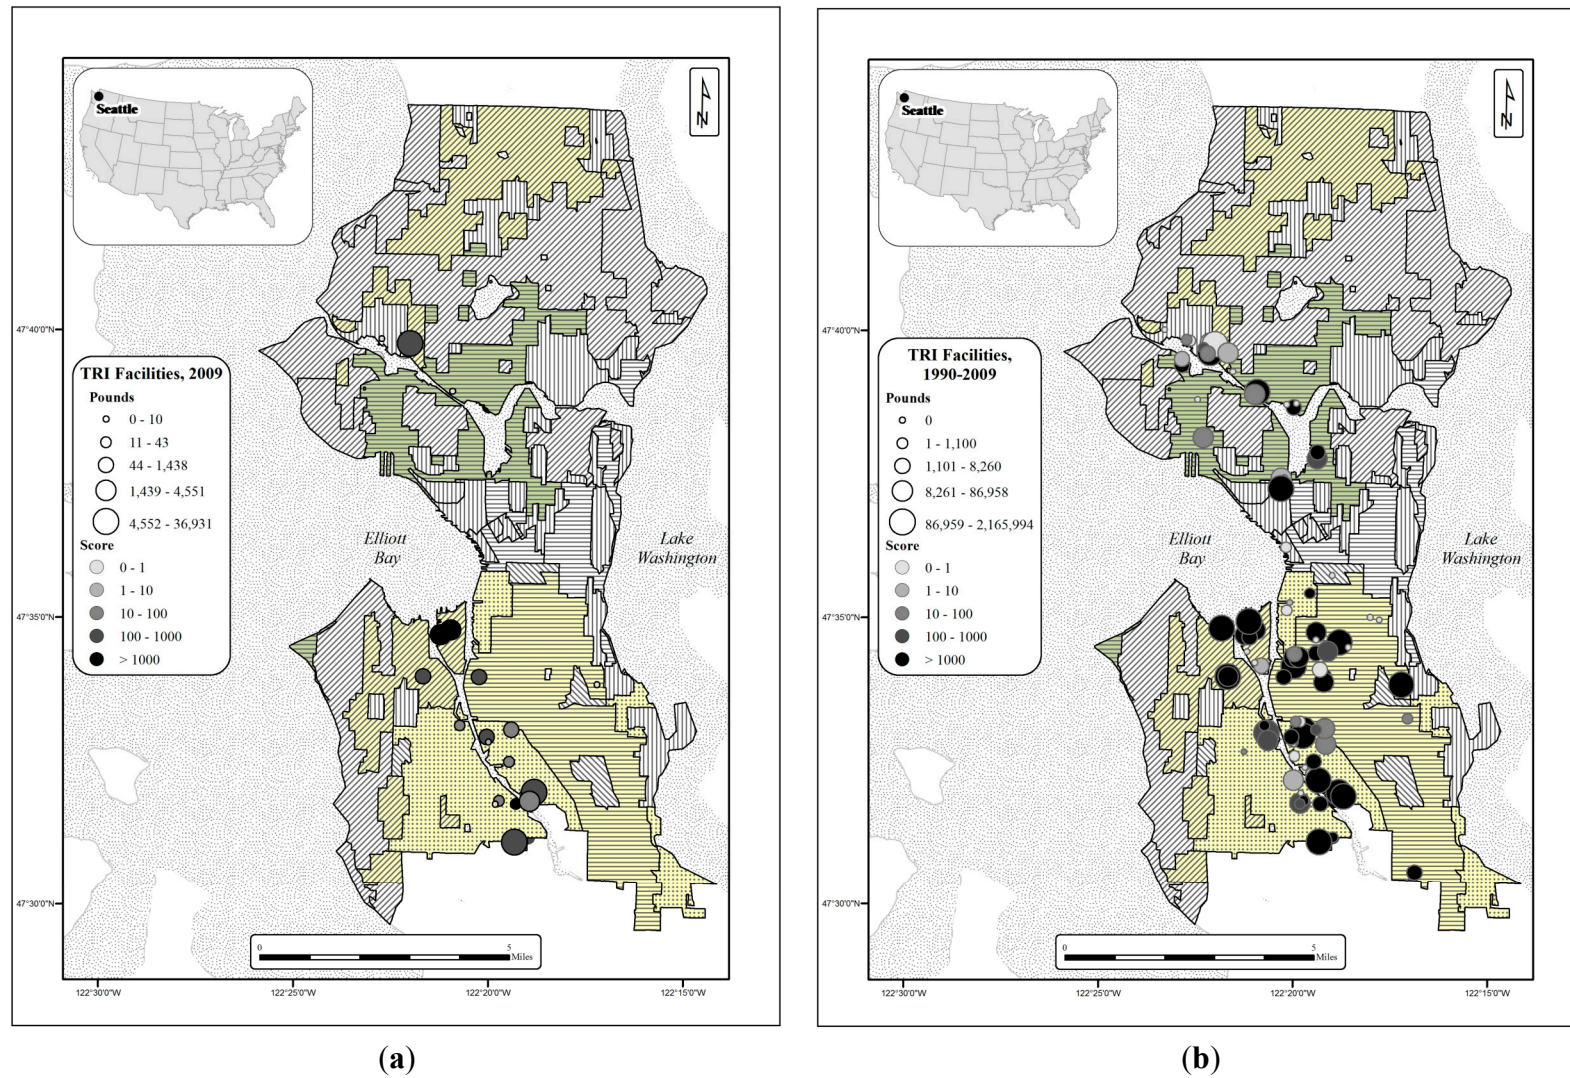 Seattle
N
47°40'0"N
TRI Facilities, 2009
Pounds
0 - 10
11 - 43
44 - 1,438
1,439 - 4,551
4,552 - 36,931
Score
0 - 1
1 - 10
10 - 100
100 - 1000
> 1000
Elliott
Bay
Lake
Washington
47°35'0"N
47°30'0"N
0 5
Miles
122°30'0"W 122°25'0"W 122°20'0"W 122°15'0"W
(a)
Seattle
N
47°40'0"N
TRI Facilities,
1990-2009
Pounds
0
1 - 1,100
1,101 - 8,260
8,261 - 86,958
86,959 - 2,165,994
Score
0 - 1
1 - 10
10 - 100
100 - 1000
> 1000
Elliott
Bay
Lake
Washington
47°35'0"N
47°30'0"N
0 5
Miles
122°30'0"W 122°25'0"W 122°20'0"W 122°15'0"W
(b)